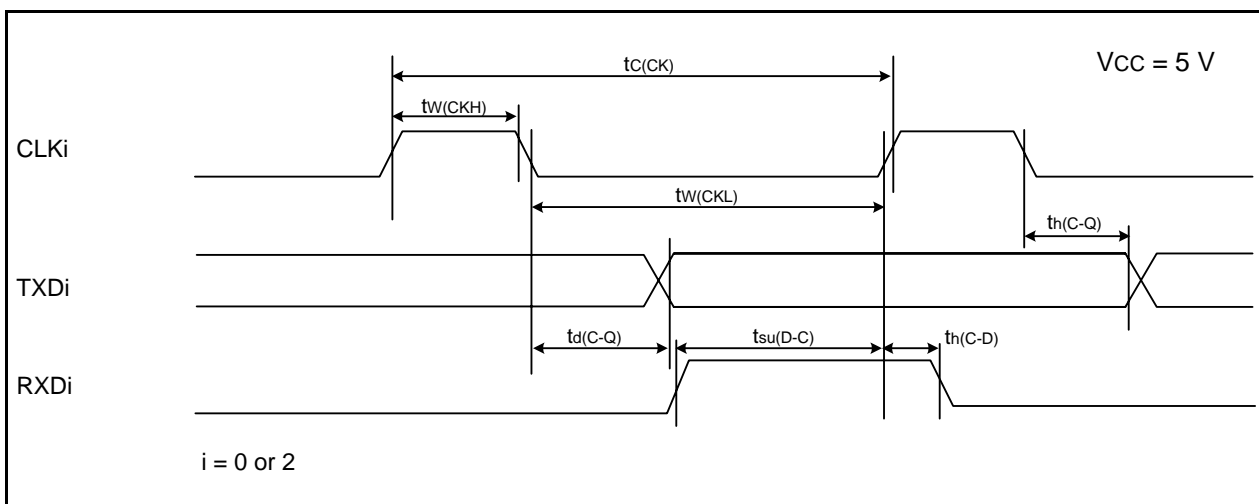 VCC = 5 V
tC(CK)
tW(CKH)
CLKi
tW(CKL)
th(C-Q)
TXDi
td(C-Q)
tsu(D-C)
th(C-D)
RXDi
i = 0 or 2